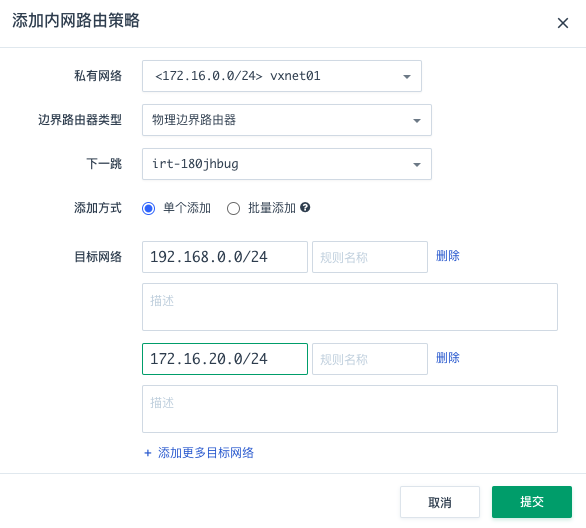 添加内网路由策略
私有网络 <172.16.0.0/24> vxnet01
边界路由器类型 物理边界路由器
下一跳 irt-180jhbug
添加方式 单个添加 批量添加
目标网络 192.168.0.0/24 规则名称 删除
描述
172.16.20.0/24 规则名称 删除
描述
+ 添加更多目标网络
取消 提交